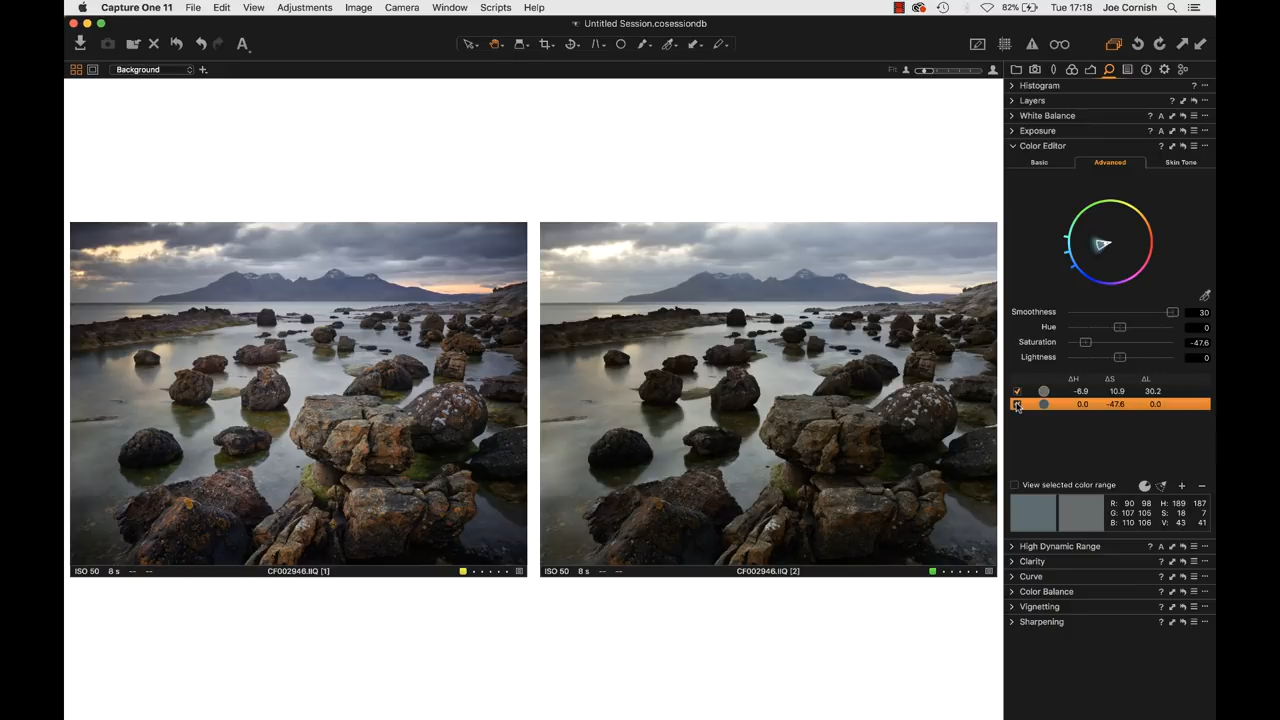 Capture One 11 File Edit View Adjustments Image Camera Window Scripts Help 82% Tue 17:18 Joe Cornish
Untitled Session.cosessiondb
Background Fit
Histogram
Layers
White Balance
Exposure
Color Editor
Basic Advanced Skin Tone
Smoothness 30
Hue 0
Saturation -47.6
Lightness 0
ΔH ΔS ΔL
-6.9 10.9 30.2
0.0 -47.6 0.0
View selected color range
R: 90 98 H: 189 187
G: 107 105 S: 18 7
B: 110 106 V: 43 41
High Dynamic Range
Clarity
Curve
Color Balance
Vignetting
Sharpening
ISO 50 8 s -- -- CF002946.IIQ [1]
ISO 50 8 s -- -- CF002946.IIQ [2]